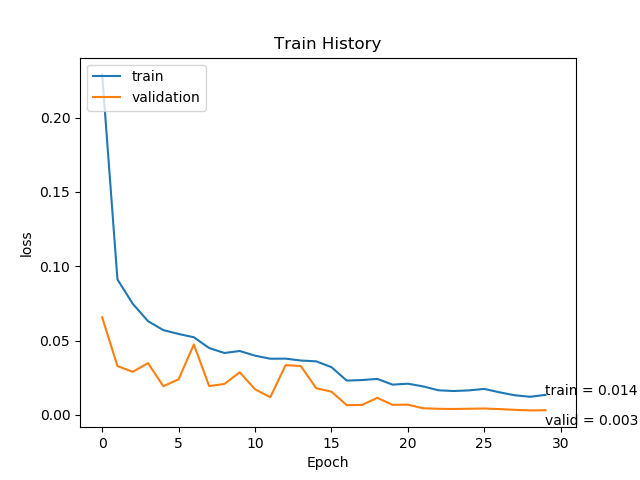 Train History
train
validation
loss
0.20
0.15
0.10
0.05
0.00
train = 0.014
valid = 0.003
0 5 10 15 20 25 30
Epoch